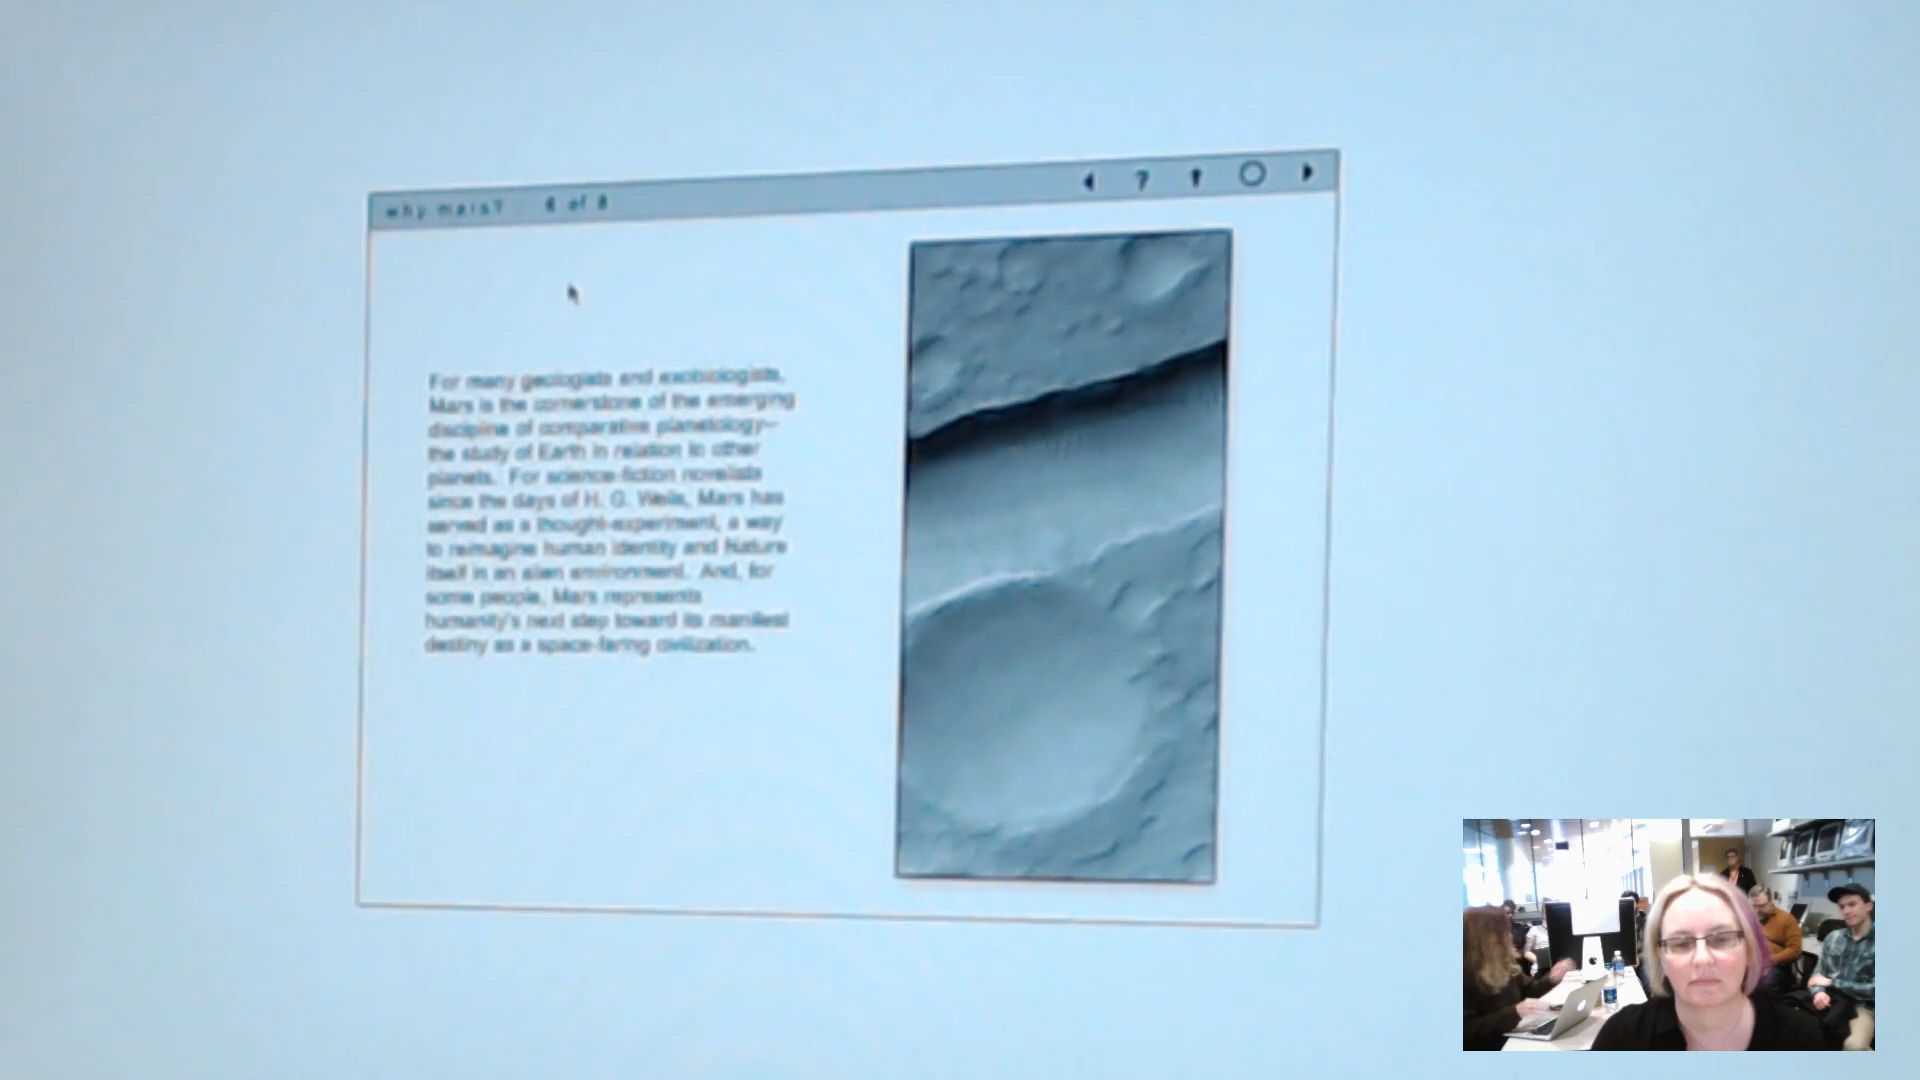 why mars? 6 of 8 ?
For many geologists and exobiologists,
Mars is the cornerstone of the emerging
discipline of comparative planetology--
the study of Earth in relation to other
planets. For science-fiction novelists
since the days of H. G. Wells, Mars has
served as a thought-experiment, a way
to reimagine human identity and Nature
itself in an alien environment. And, for
some people, Mars represents
humanity's next step toward its manifest
destiny as a space-faring civilization.